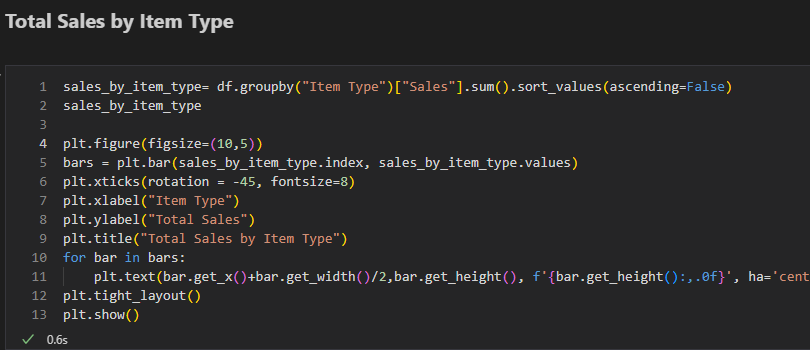 Total Sales by Item Type
1 sales_by_item_type= df.groupby("Item Type")["Sales"].sum().sort_values(ascending=False)
2 sales_by_item_type
3
4 plt.figure(figsize=(10,5))
5 bars = plt.bar(sales_by_item_type.index, sales_by_item_type.values)
6 plt.xticks(rotation = -45, fontsize=8)
7 plt.xlabel("Item Type")
8 plt.ylabel("Total Sales")
9 plt.title("Total Sales by Item Type")
10 for bar in bars:
11     plt.text(bar.get_x()+bar.get_width()/2,bar.get_height(), f'{bar.get_height():,.0f}', ha='cent
12 plt.tight_layout()
13 plt.show()
0.6s